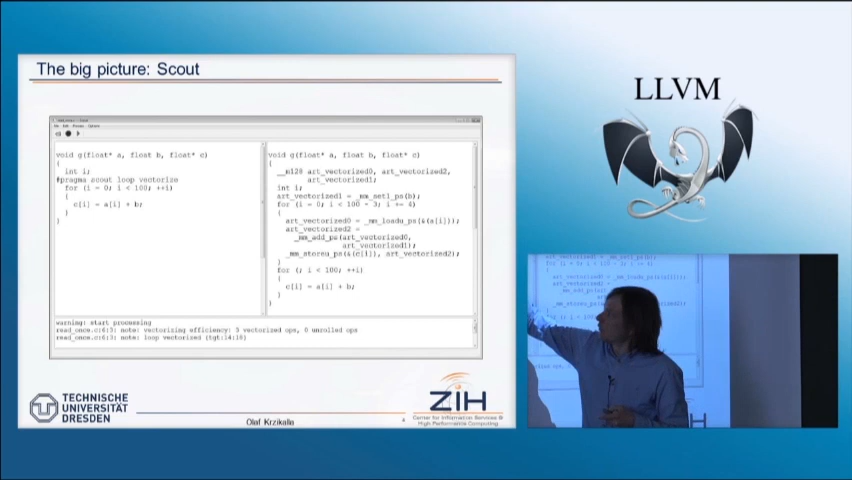 The big picture: Scout
void g(float* a, float b, float* c)
{
int i;
#pragma scout loop vectorize
for (i = 0; i < 100; ++i)
{
c[i] = a[i] + b;
}
}
void g(float* a, float b, float* c)
{
__m128 art_vectorized0, art_vectorized2,
art_vectorized1;
int i;
art_vectorized1 = _mm_set1_ps(b);
for (i = 0; i < 100 - 3; i += 4)
{
art_vectorized0 = _mm_loadu_ps(&(a[i]));
art_vectorized2 =
_mm_add_ps(art_vectorized0,
art_vectorized1);
_mm_storeu_ps(&(c[i]), art_vectorized2);
}
for (; i < 100; ++i)
{
c[i] = a[i] + b;
}
}
warning: start processing
read_once.c:6:3: note: vectorizing efficiency: 3 vectorized ops, 0 unrolled ops
read_once.c:6:3: note: loop vectorized (tgt:14:18)
TECHNISCHE
UNIVERSITÄT
DRESDEN
Olaf Krzikalla
4
ZIH
Center for Information Services &
High Performance Computing
LLVM